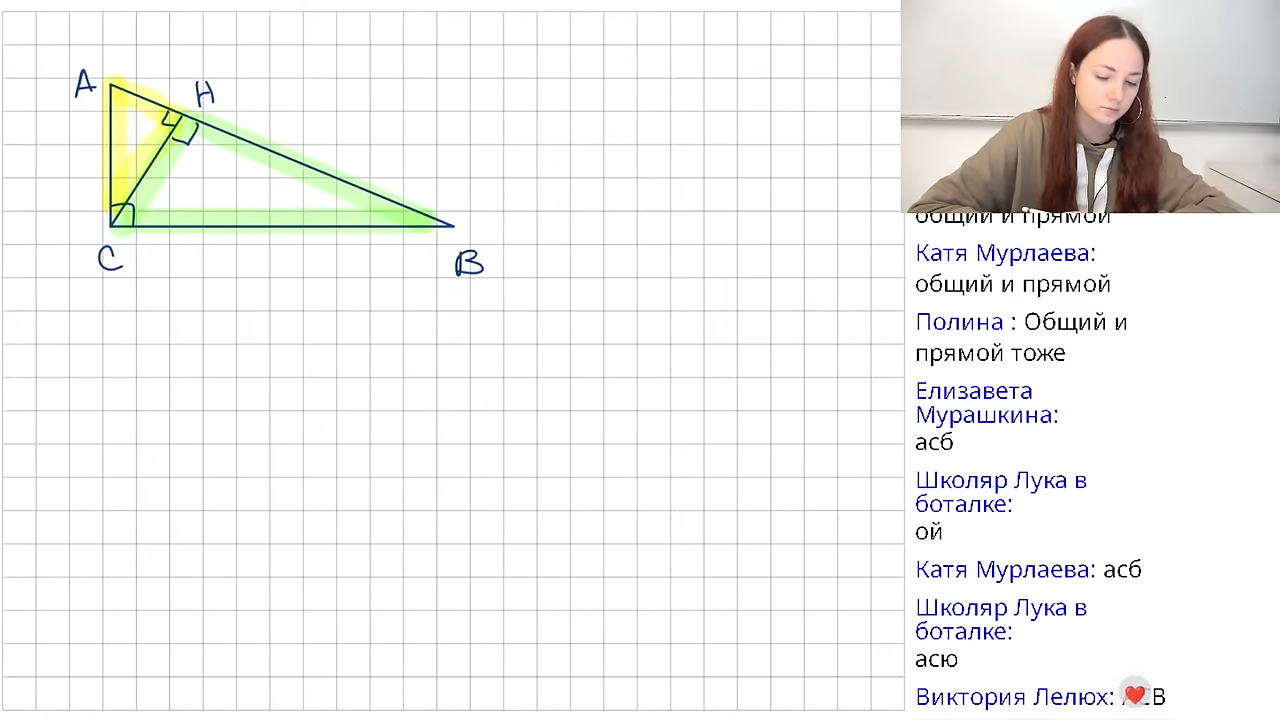 A
H
C
B
общий и прямой
Катя Мурлаева:
общий и прямой
Полина : Общий и
прямой тоже
Елизавета
Мурашкина:
асб
Школяр Лука в
боталке:
ой
Катя Мурлаева: асб
Школяр Лука в
боталке:
асю
Виктория Лелюх: